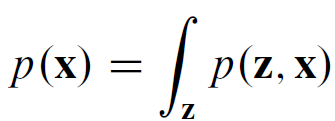 p(𝐱) = ∫_𝐳 p(𝐳, 𝐱)